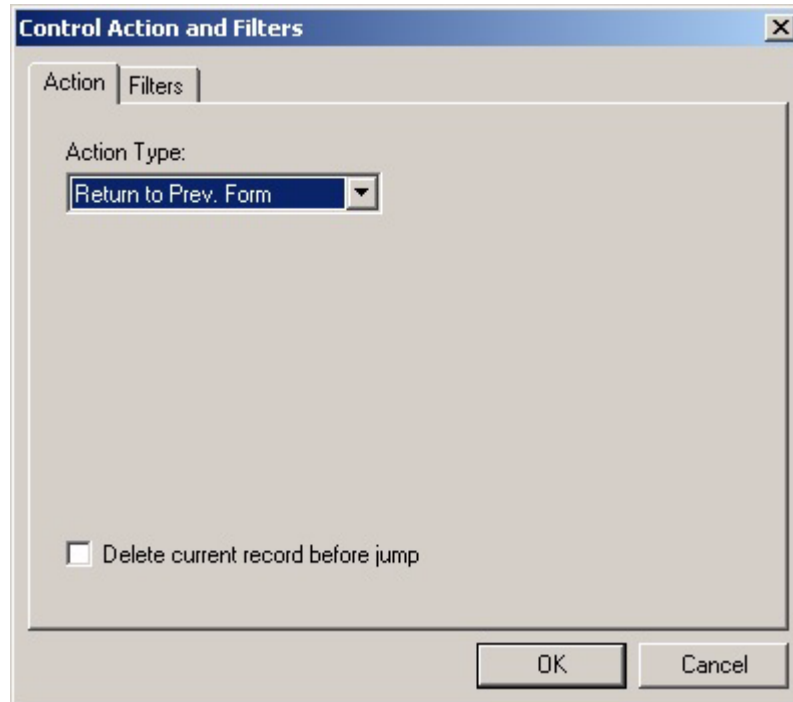 Control Action and Filters
Action Filters
Action Type:
Return to Prev. Form
Delete current record before jump
OK Cancel